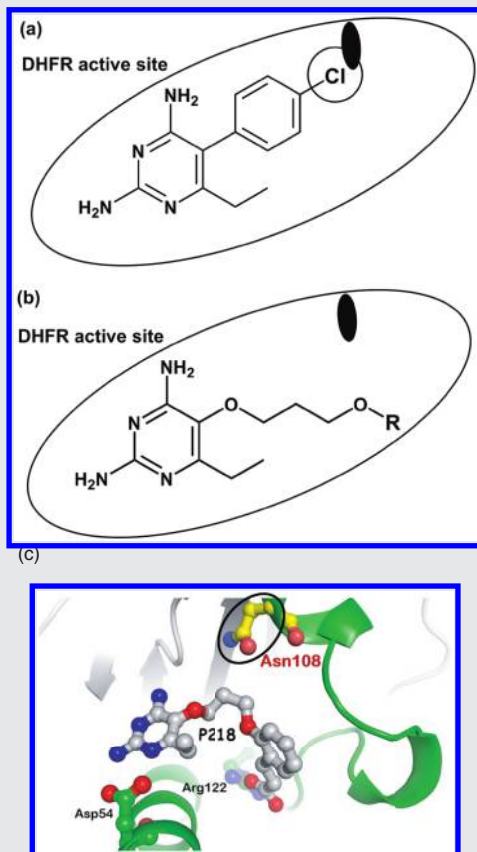 (a)
DHFR active site
Cl
NH₂
N
H₂N
N
(b)
DHFR active site
NH₂
O
O
R
N
H₂N
N
(c)
Asn108
P218
Arg122
Asp54